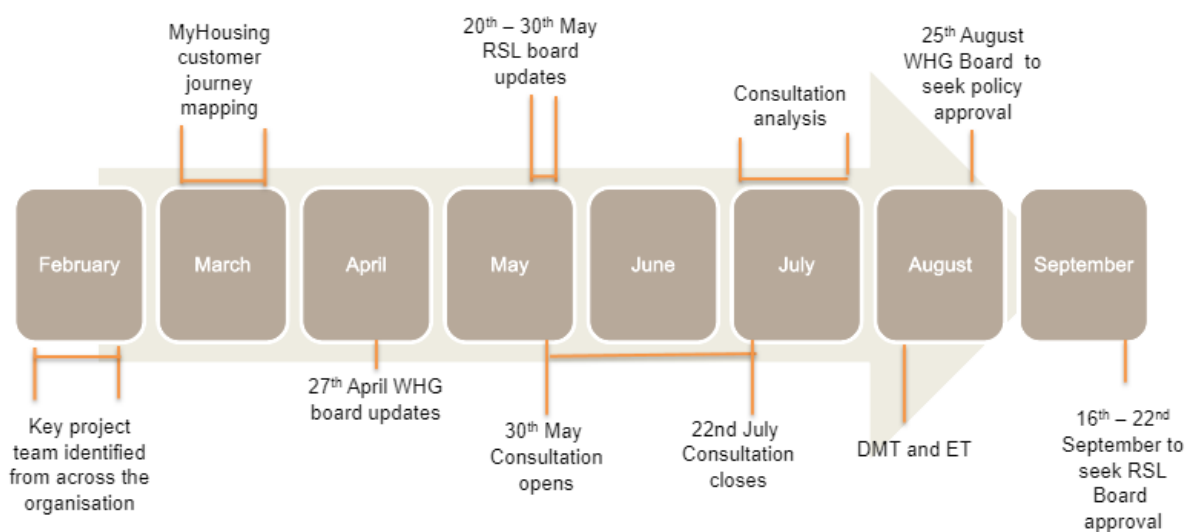 MyHousing
customer
journey
mapping
20th – 30th May
RSL board
updates
Consultation
analysis
25th August
WHG Board to
seek policy
approval
February
March
April
May
June
July
August
September
Key project
team identified
from across the
organisation
27th April WHG
board updates
30th May
Consultation
opens
22nd July
Consultation
closes
DMT and ET
16th – 22nd
September to
seek RSL
Board
approval